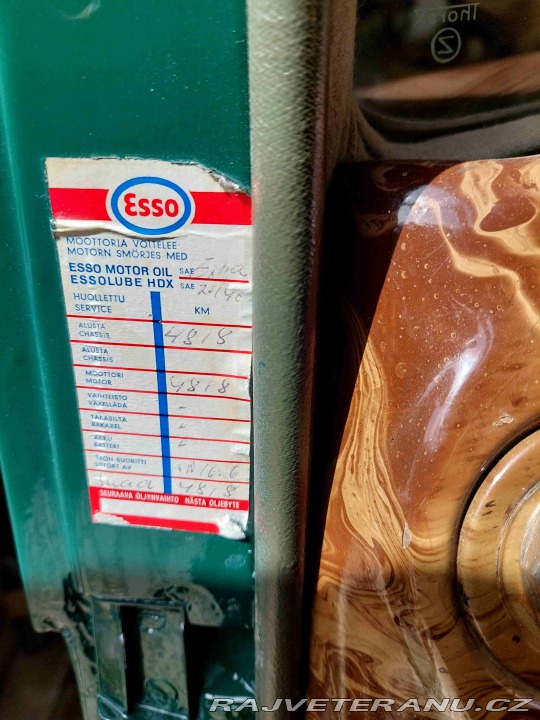 Thor
Z
Esso
MOOTTORIA VOITELEE
MOTORN SMÖRJES MED
ESSO MOTOR OIL SAE
ESSOLUBE HDX SAE
HUOLLETTU
SERVICE KM
ALUSTA
CHASSIS 4818
ALUSTA
CHASSIS
MOOTTORI
MOTOR 4818
VAIHTEISTO
VÄXELLÅDA -
TAKASILTA
BAKAXEL
AKKU
BATTERI
TYÖN SUORITTI
UTFÖRT AV
4818
SEURAAVA ÖLJYNVAIHTO NÄSTA OLJEBYTE
RAJVETERANU.CZ